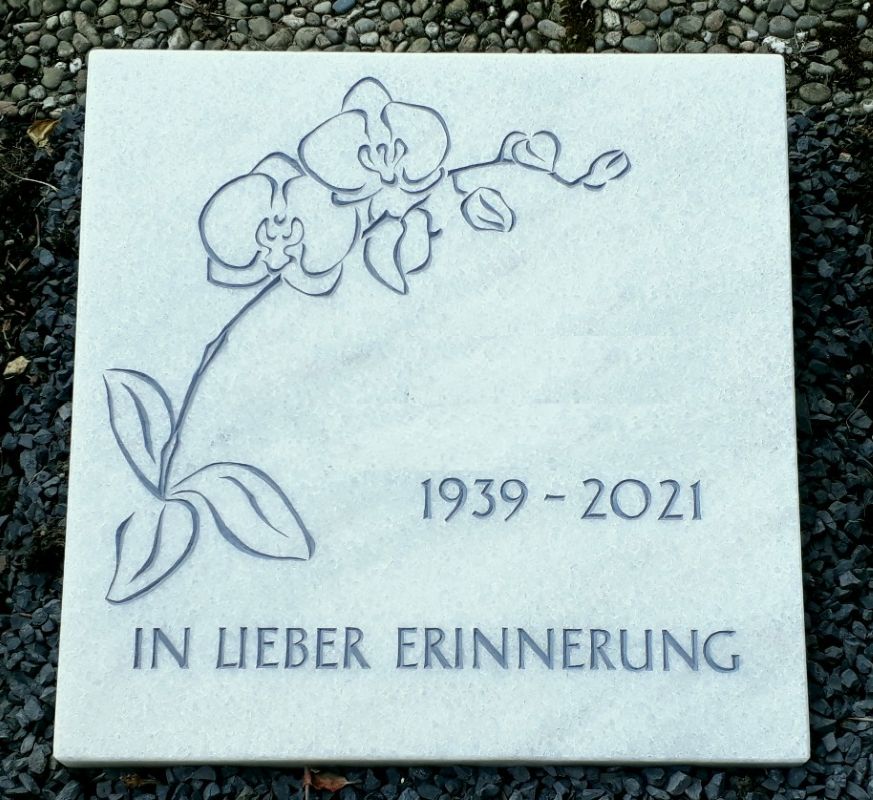 1939 - 2021
IN LIEBER ERINNERUNG